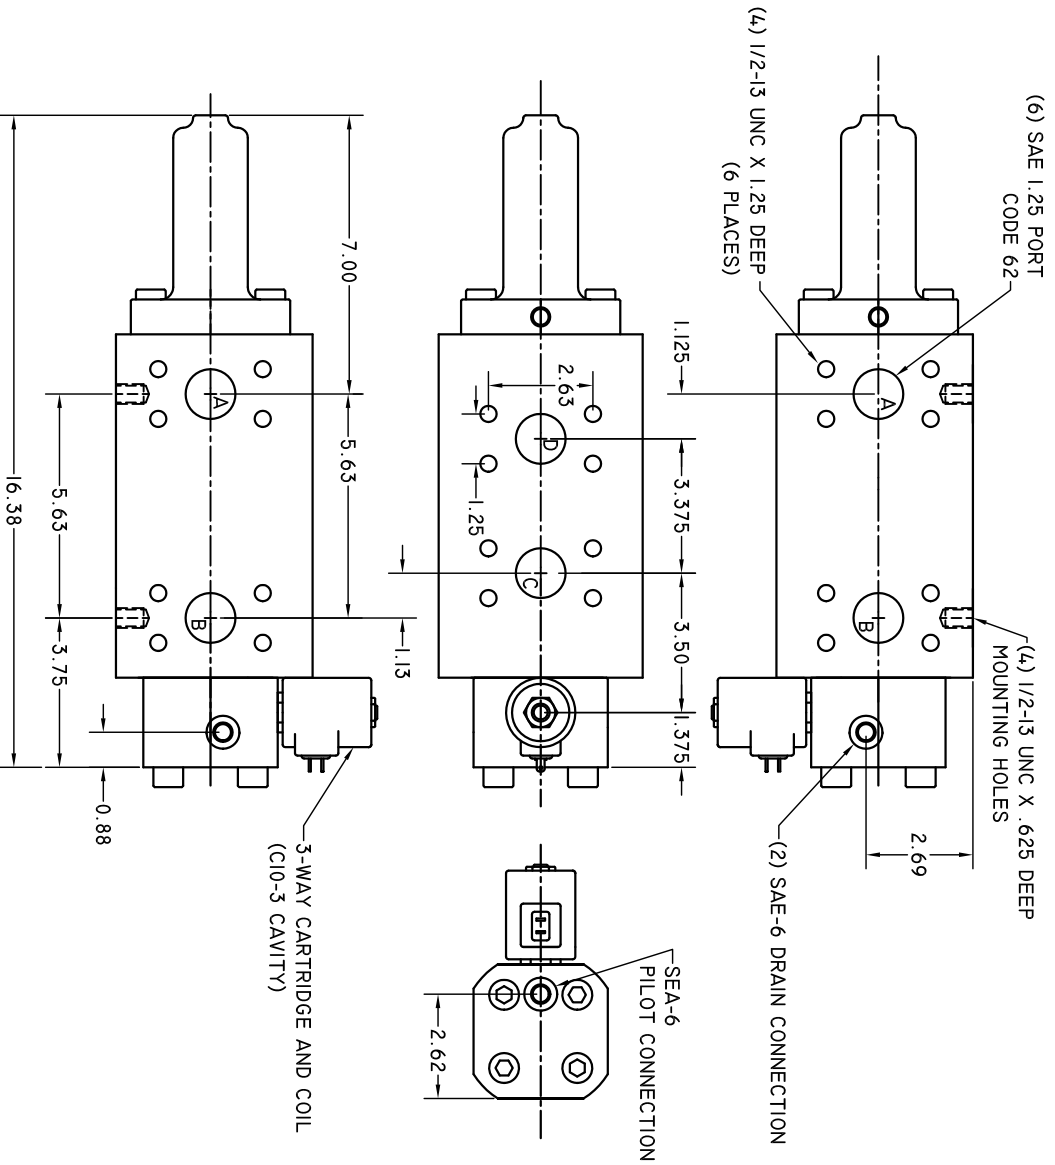 (6) SAE 1.25 PORT
CODE 62
(4) 1/2-13 UNC X 1.25 DEEP
(6 PLACES)
(4) 1/2-13 UNC X .625 DEEP
MOUNTING HOLES
A
B
2.69
(2) SAE-6 DRAIN CONNECTION
1.125
3.375
3.50
1.375
2.63
D
1.25
C
1.13
SEA-6
PILOT CONNECTION
2.62
7.00
5.63
A
B
5.63
3.75
0.88
16.38
3-WAY CARTRIDGE AND COIL
(C10-3 CAVITY)